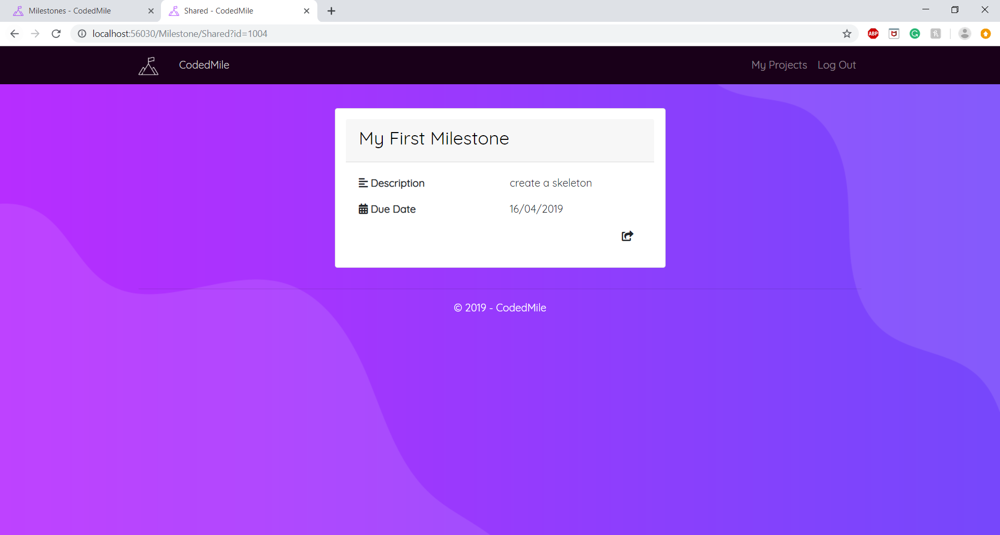 Milestones - CodedMile
Shared - CodedMile
localhost:56030/Milestone/Shared?id=1004
ABP
CodedMile
My Projects
Log Out
My First Milestone
Description
create a skeleton
Due Date
16/04/2019
© 2019 - CodedMile